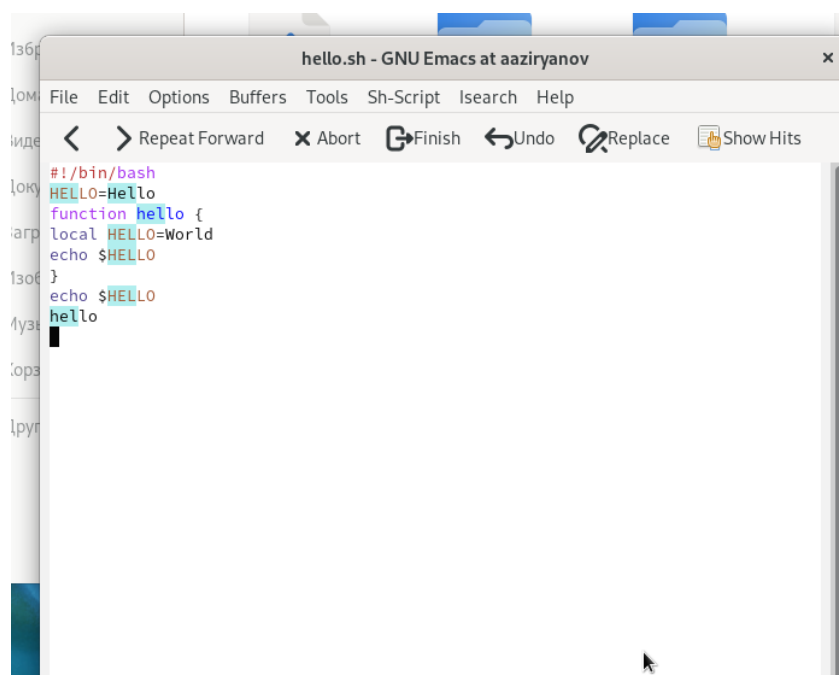 hello.sh - GNU Emacs at aaziryanov
File Edit Options Buffers Tools Sh-Script Isearch Help
Repeat Forward Abort Finish Undo Replace Show Hits
#!/bin/bash
HELLO=Hello
function hello {
local HELLO=World
echo $HELLO
}
echo $HELLO
hello